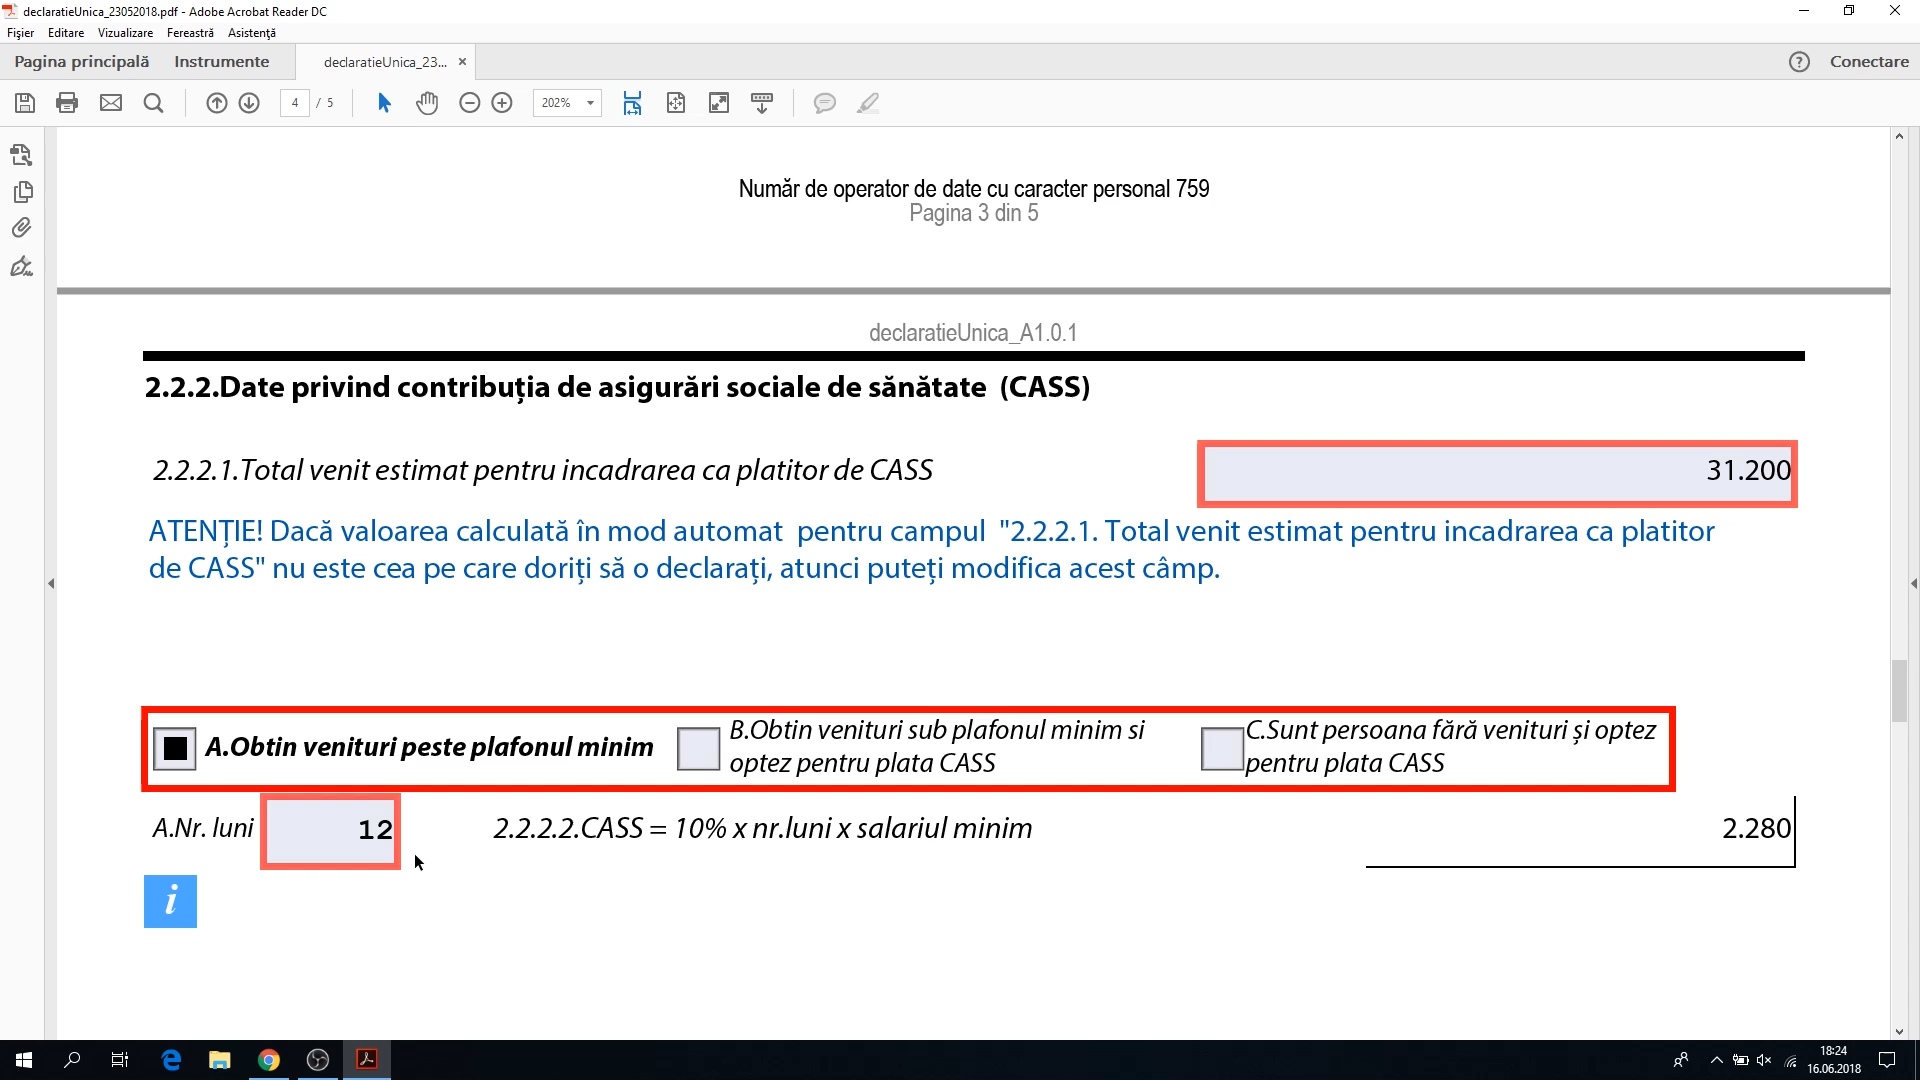 declaratieUnica_23052018.pdf - Adobe Acrobat Reader DC
Fișier Editare Vizualizare Fereastră Asistență
Pagina principală Instrumente declaratieUnica_23... × Conectare
4 / 5 202%
Număr de operator de date cu caracter personal 759
Pagina 3 din 5
declaratieUnica_A1.0.1
2.2.2.Date privind contribuția de asigurări sociale de sănătate (CASS)
2.2.2.1.Total venit estimat pentru incadrarea ca platitor de CASS 31.200
ATENȚIE! Dacă valoarea calculată în mod automat pentru campul "2.2.2.1. Total venit estimat pentru incadrarea ca platitor
de CASS" nu este cea pe care doriți să o declarați, atunci puteți modifica acest câmp.
A.Obtin venituri peste plafonul minim
B.Obtin venituri sub plafonul minim si
optez pentru plata CASS
C.Sunt persoana fără venituri și optez
pentru plata CASS
A.Nr. luni 12 2.2.2.2.CASS = 10% x nr.luni x salariul minim 2.280
i
18:24
16.06.2018